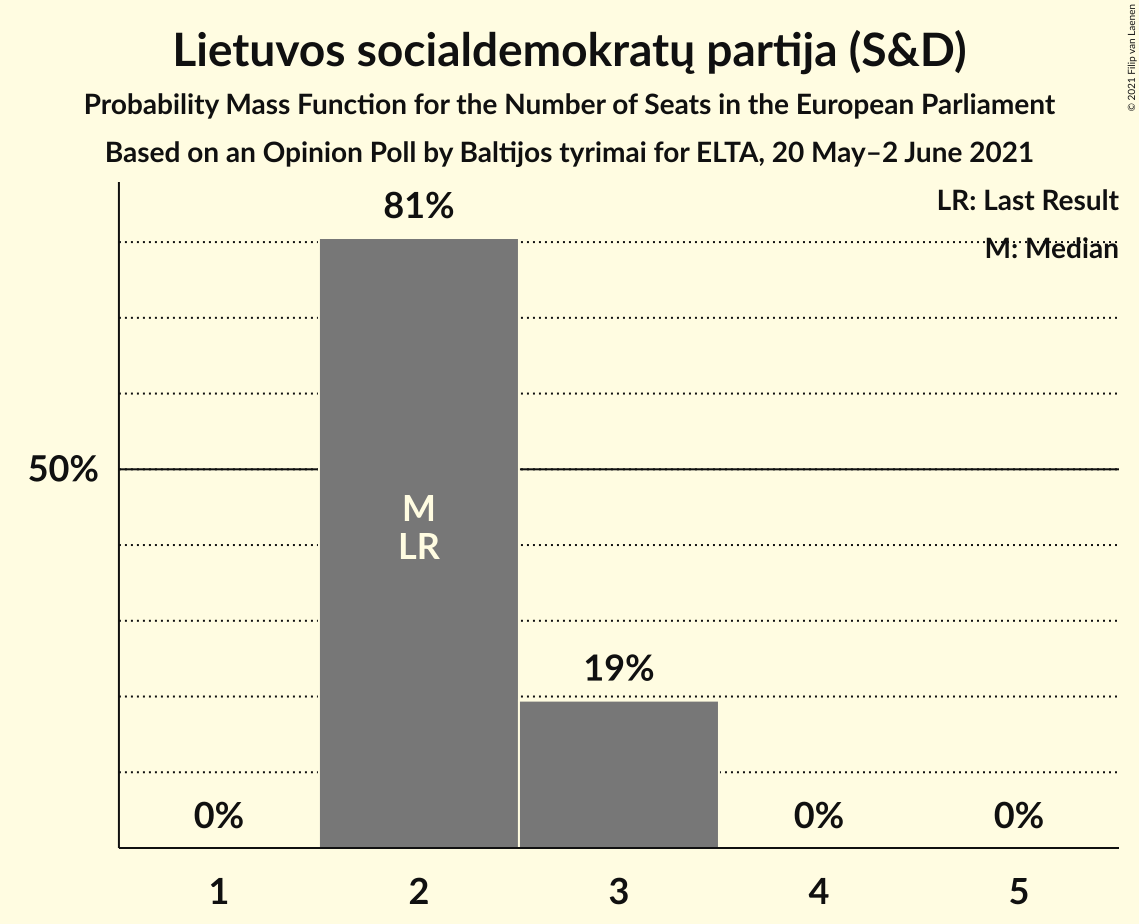 Lietuvos socialdemokratų partija (S&D)
Probability Mass Function for the Number of Seats in the European Parliament
Based on an Opinion Poll by Baltijos tyrimai for ELTA, 20 May–2 June 2021
© 2021 Filip van Laenen
LR: Last Result
M: Median
81%
50%
M
LR
19%
0%
0%
0%
1
2
3
4
5